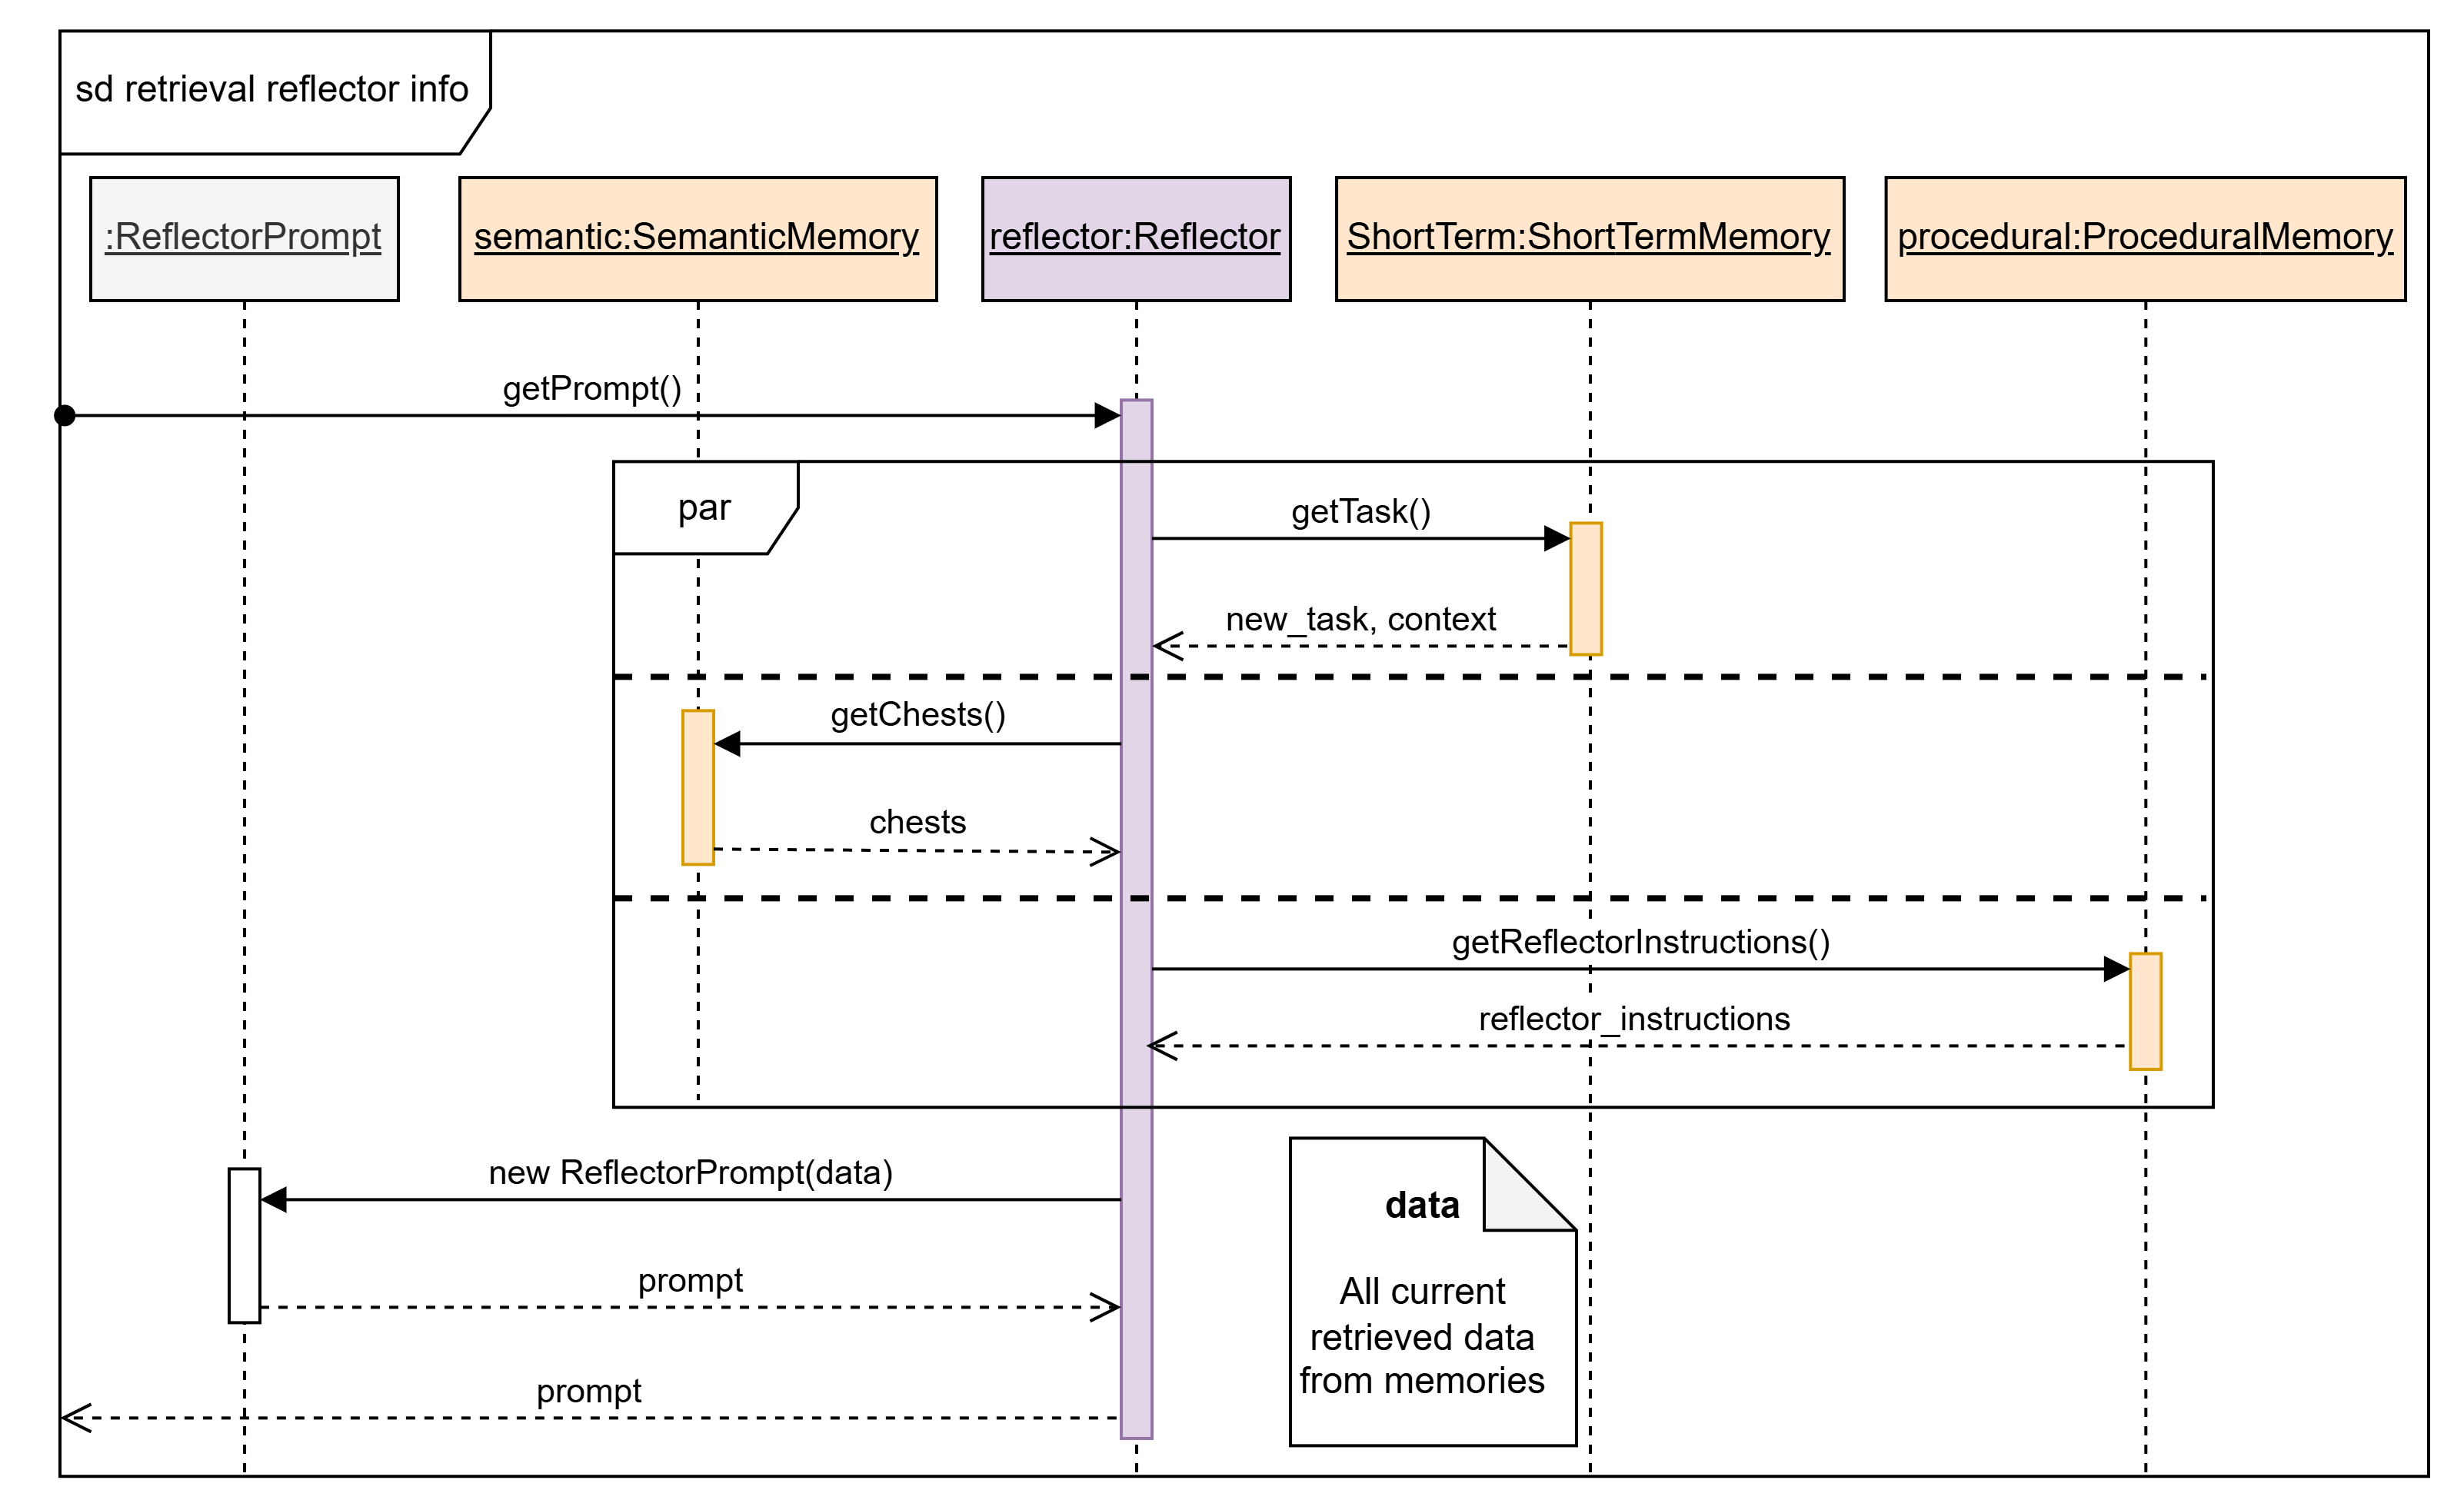 sd retrieval reflector info
:ReflectorPrompt
semantic:SemanticMemory
reflector:Reflector
ShortTerm:ShortTermMemory
procedural:ProceduralMemory
getPrompt()
par
getTask()
new_task, context
getChests()
chests
getReflectorInstructions()
reflector_instructions
new ReflectorPrompt(data)
prompt
prompt
data
All current
retrieved data
from memories